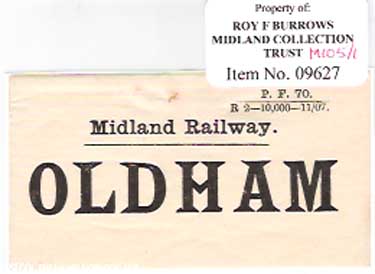 Property of:
ROY F BURROWS
MIDLAND COLLECTION
TRUST M105/1
Item No. 09627
P. F. 70.
R 2—10,000—11/07.
Midland Railway.
OLDHAM